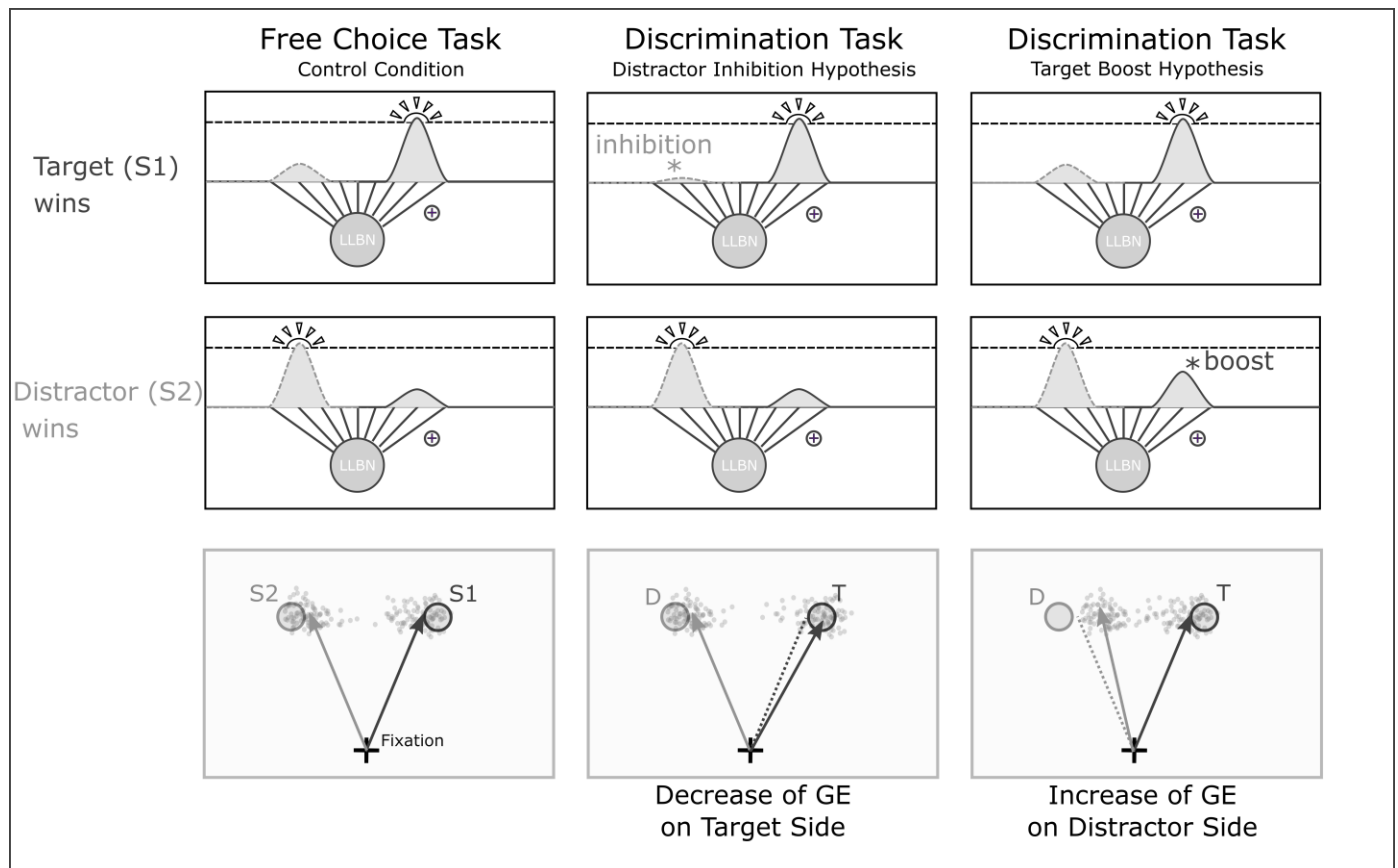 Free Choice Task
Control Condition
Discrimination Task
Distractor Inhibition Hypothesis
Discrimination Task
Target Boost Hypothesis
Target (S1)
wins
LLBN
inhibition
*
LLBN
LLBN
Distractor (S2)
wins
LLBN
LLBN
*boost
LLBN
S2
S1
Fixation
D
T
D
T
Decrease of GE
on Target Side
Increase of GE
on Distractor Side